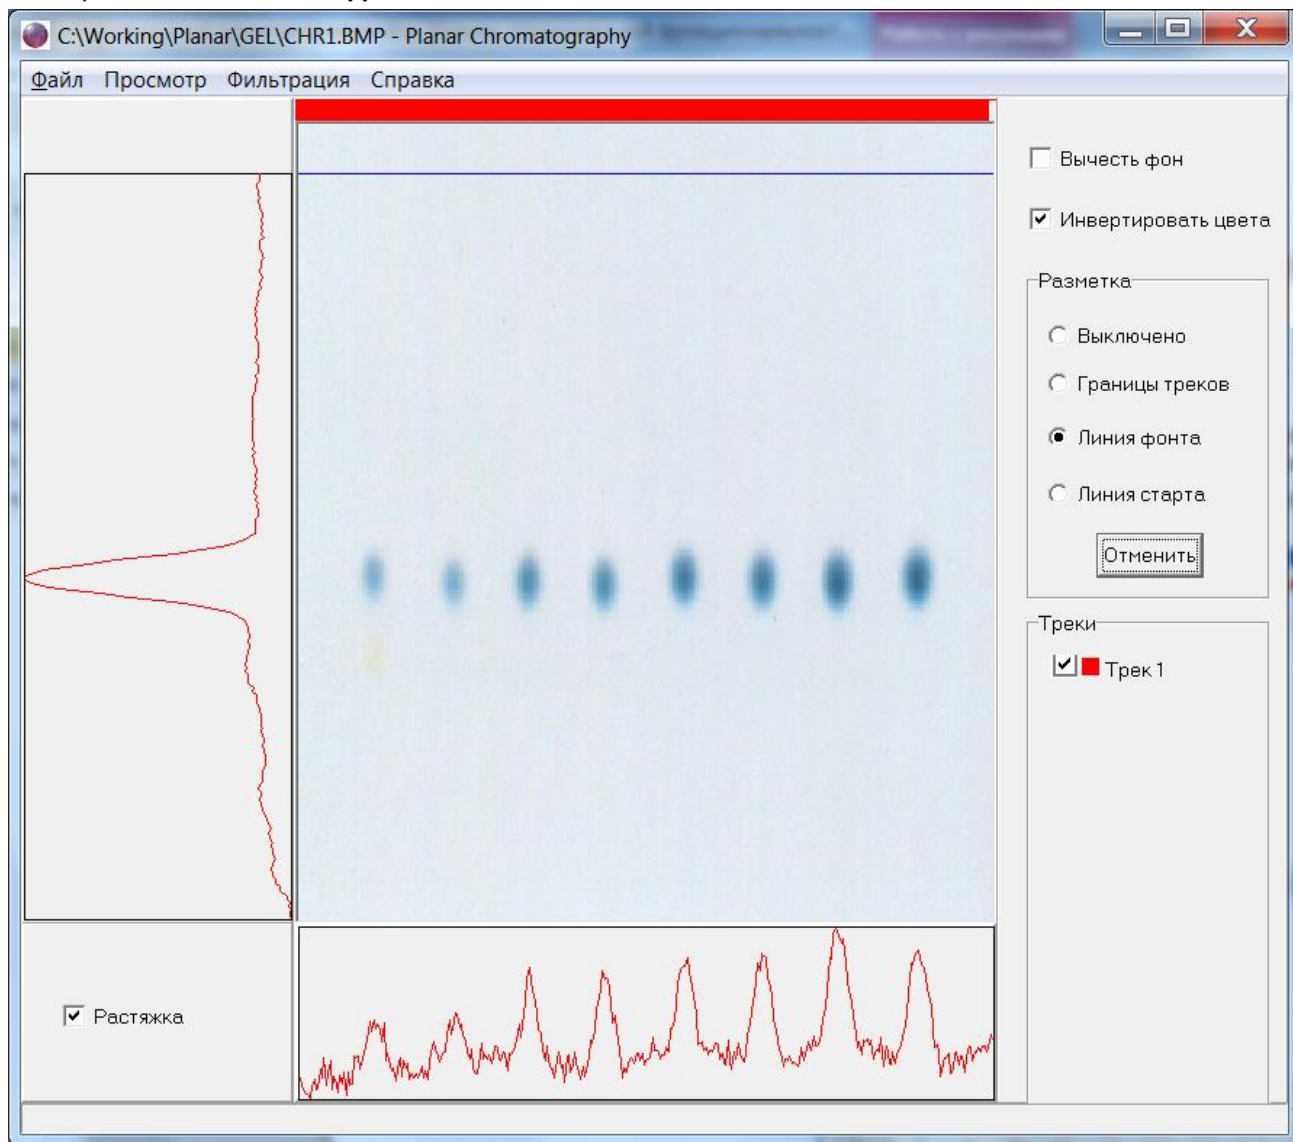 C:\Working\Planar\GEL\CHR1.BMP - Planar Chromatography
Файл Просмотр Фильтрация Справка
Вычесть фон
Инвертировать цвета
Разметка
Выключено
Границы треков
Линия фонта
Линия старта
Отменить
Треки
Трек 1
Растяжка